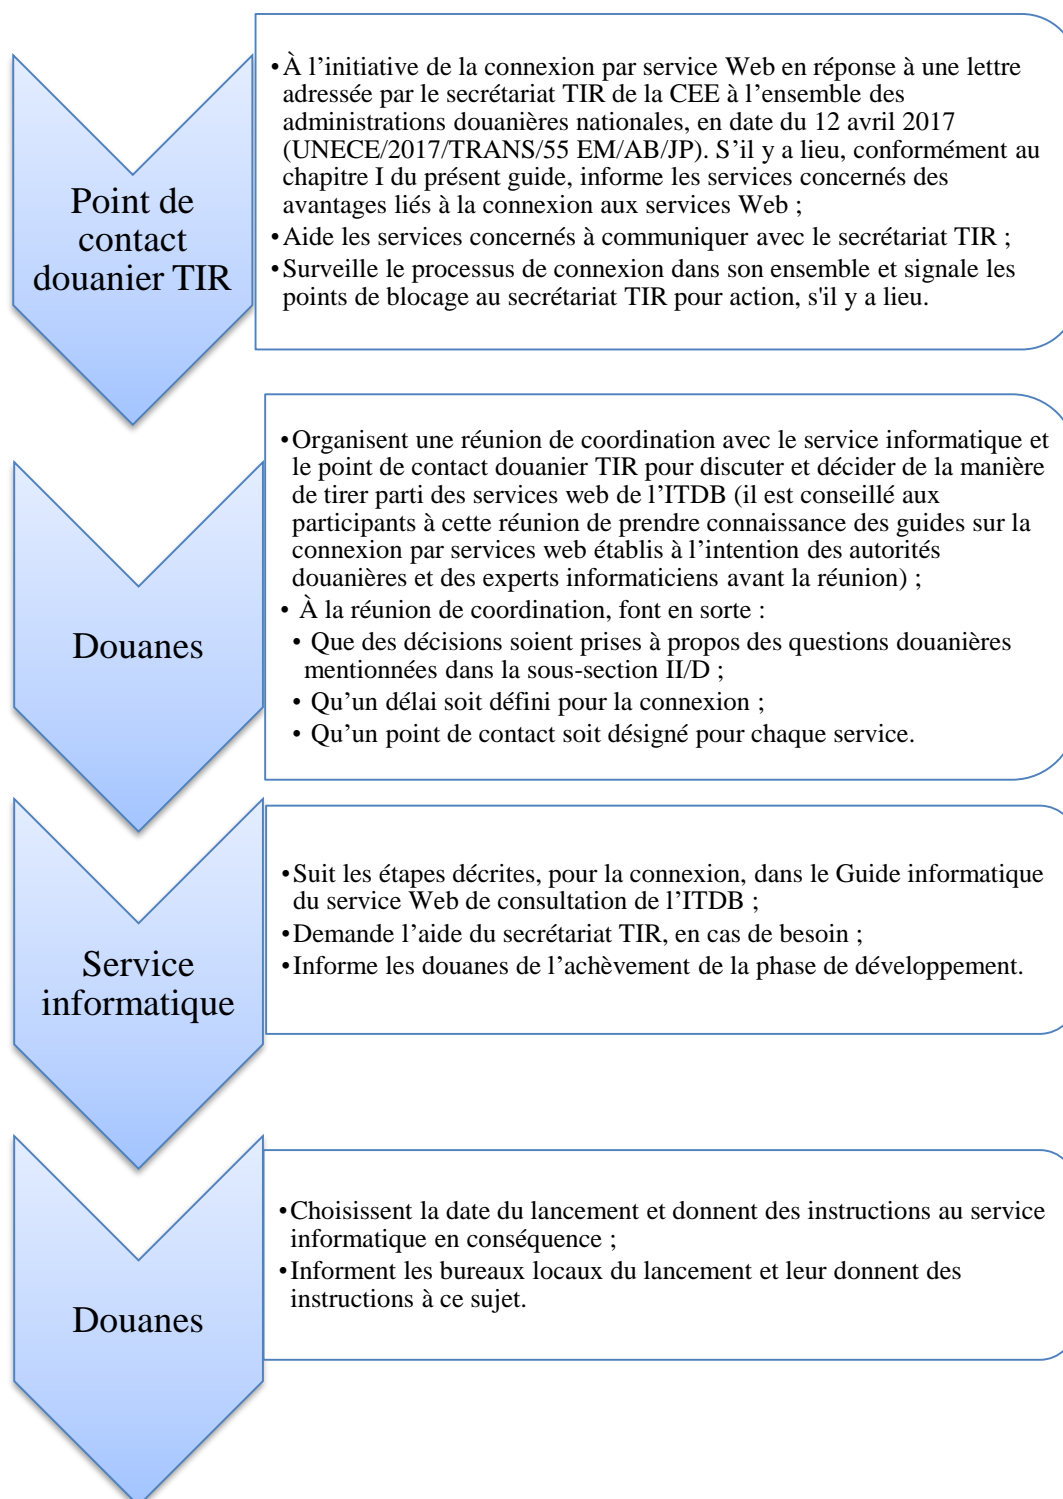 Point de
contact
douanier TIR
•À l’initiative de la connexion par service Web en réponse à une lettre
adressée par le secrétariat TIR de la CEE à l’ensemble des
administrations douanières nationales, en date du 12 avril 2017
(UNECE/2017/TRANS/55 EM/AB/JP). S’il y a lieu, conformément au
chapitre I du présent guide, informe les services concernés des
avantages liés à la connexion aux services Web ;
•Aide les services concernés à communiquer avec le secrétariat TIR ;
•Surveille le processus de connexion dans son ensemble et signale les
points de blocage au secrétariat TIR pour action, s'il y a lieu.
Douanes
•Organisent une réunion de coordination avec le service informatique et
le point de contact douanier TIR pour discuter et décider de la manière
de tirer parti des services web de l’ITDB (il est conseillé aux
participants à cette réunion de prendre connaissance des guides sur la
connexion par services web établis à l’intention des autorités
douanières et des experts informaticiens avant la réunion) ;
• À la réunion de coordination, font en sorte :
• Que des décisions soient prises à propos des questions douanières
mentionnées dans la sous-section II/D ;
• Qu’un délai soit défini pour la connexion ;
• Qu’un point de contact soit désigné pour chaque service.
Service
informatique
•Suit les étapes décrites, pour la connexion, dans le Guide informatique
du service Web de consultation de l’ITDB ;
•Demande l’aide du secrétariat TIR, en cas de besoin ;
•Informe les douanes de l’achèvement de la phase de développement.
Douanes
•Choisissent la date du lancement et donnent des instructions au service
informatique en conséquence ;
•Informent les bureaux locaux du lancement et leur donnent des
instructions à ce sujet.